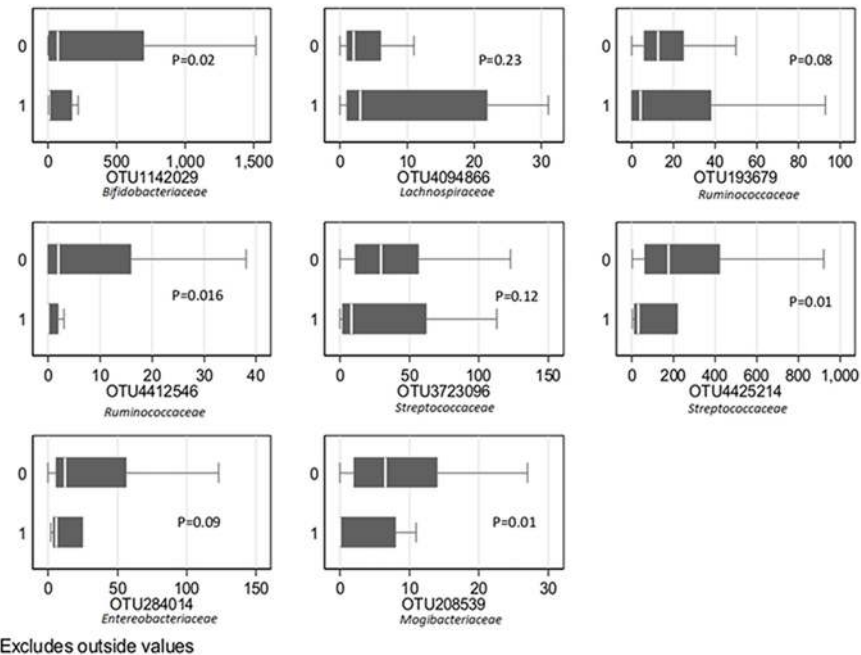 0
P=0.02
1
0 500 1,000 1,500
OTU1142029
Bifidobacteriaceae
0
P=0.23
1
0 10 20 30
OTU4094866
Lachnospiraceae
0
P=0.08
1
0 20 40 60 80 100
OTU193679
Ruminococcaceae
0
P=0.016
1
0 10 20 30 40
OTU4412546
Ruminococcaceae
0
P=0.12
1
0 50 100 150
OTU3723096
Streptococcaceae
0
P=0.01
1
0 200 400 600 800 1,000
OTU4425214
Streptococcaceae
0
P=0.09
1
0 50 100 150
OTU284014
Entereobacteriaceae
0
P=0.01
1
0 10 20 30
OTU208539
Mogibacteriaceae
Excludes outside values